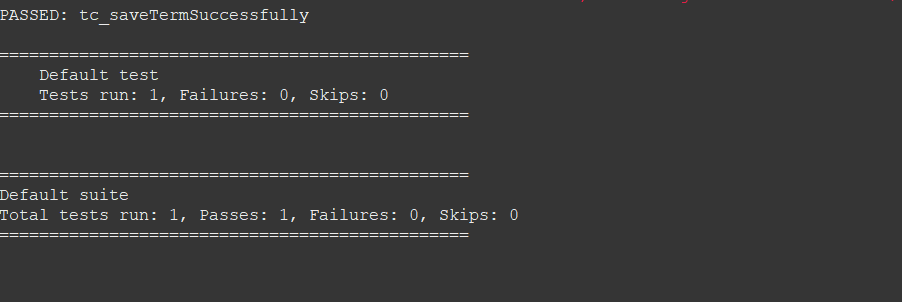 PASSED: tc_saveTermSuccessfully
===============================================
Default test
Tests run: 1, Failures: 0, Skips: 0
===============================================
===============================================
Default suite
Total tests run: 1, Passes: 1, Failures: 0, Skips: 0
===============================================